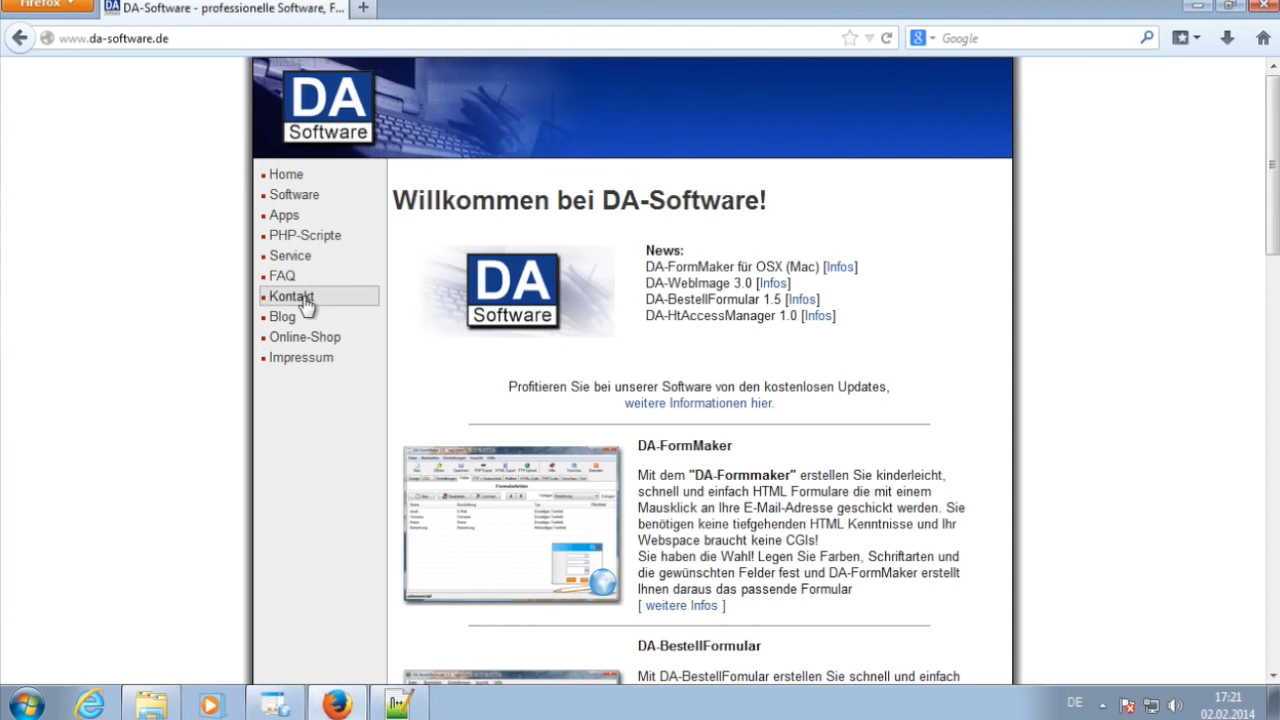 Firefox
DA-Software - professionelle Software, F...
www.da-software.de
Google
DA
Software
Home
Software
Apps
PHP-Scripte
Service
FAQ
Kontakt
Blog
Online-Shop
Impressum
Willkommen bei DA-Software!
DA
Software
News:
DA-FormMaker für OSX (Mac) [Infos]
DA-WebImage 3.0 [Infos]
DA-BestellFormular 1.5 [Infos]
DA-HtAccessManager 1.0 [Infos]
Profitieren Sie bei unserer Software von den kostenlosen Updates,
weitere Informationen hier.
DA-FormMaker
Mit dem "DA-Formmaker" erstellen Sie kinderleicht,
schnell und einfach HTML Formulare die mit einem
Mausklick an Ihre E-Mail-Adresse geschickt werden. Sie
benötigen keine tiefgehenden HTML Kenntnisse und Ihr
Webspace braucht keine CGIs!
Sie haben die Wahl! Legen Sie Farben, Schriftarten und
die gewünschten Felder fest und DA-FormMaker erstellt
Ihnen daraus das passende Formular
[ weitere Infos ]
DA-BestellFormular
Mit DA-BestellFomular erstellen Sie schnell und einfach
DE
17:21
02.02.2014